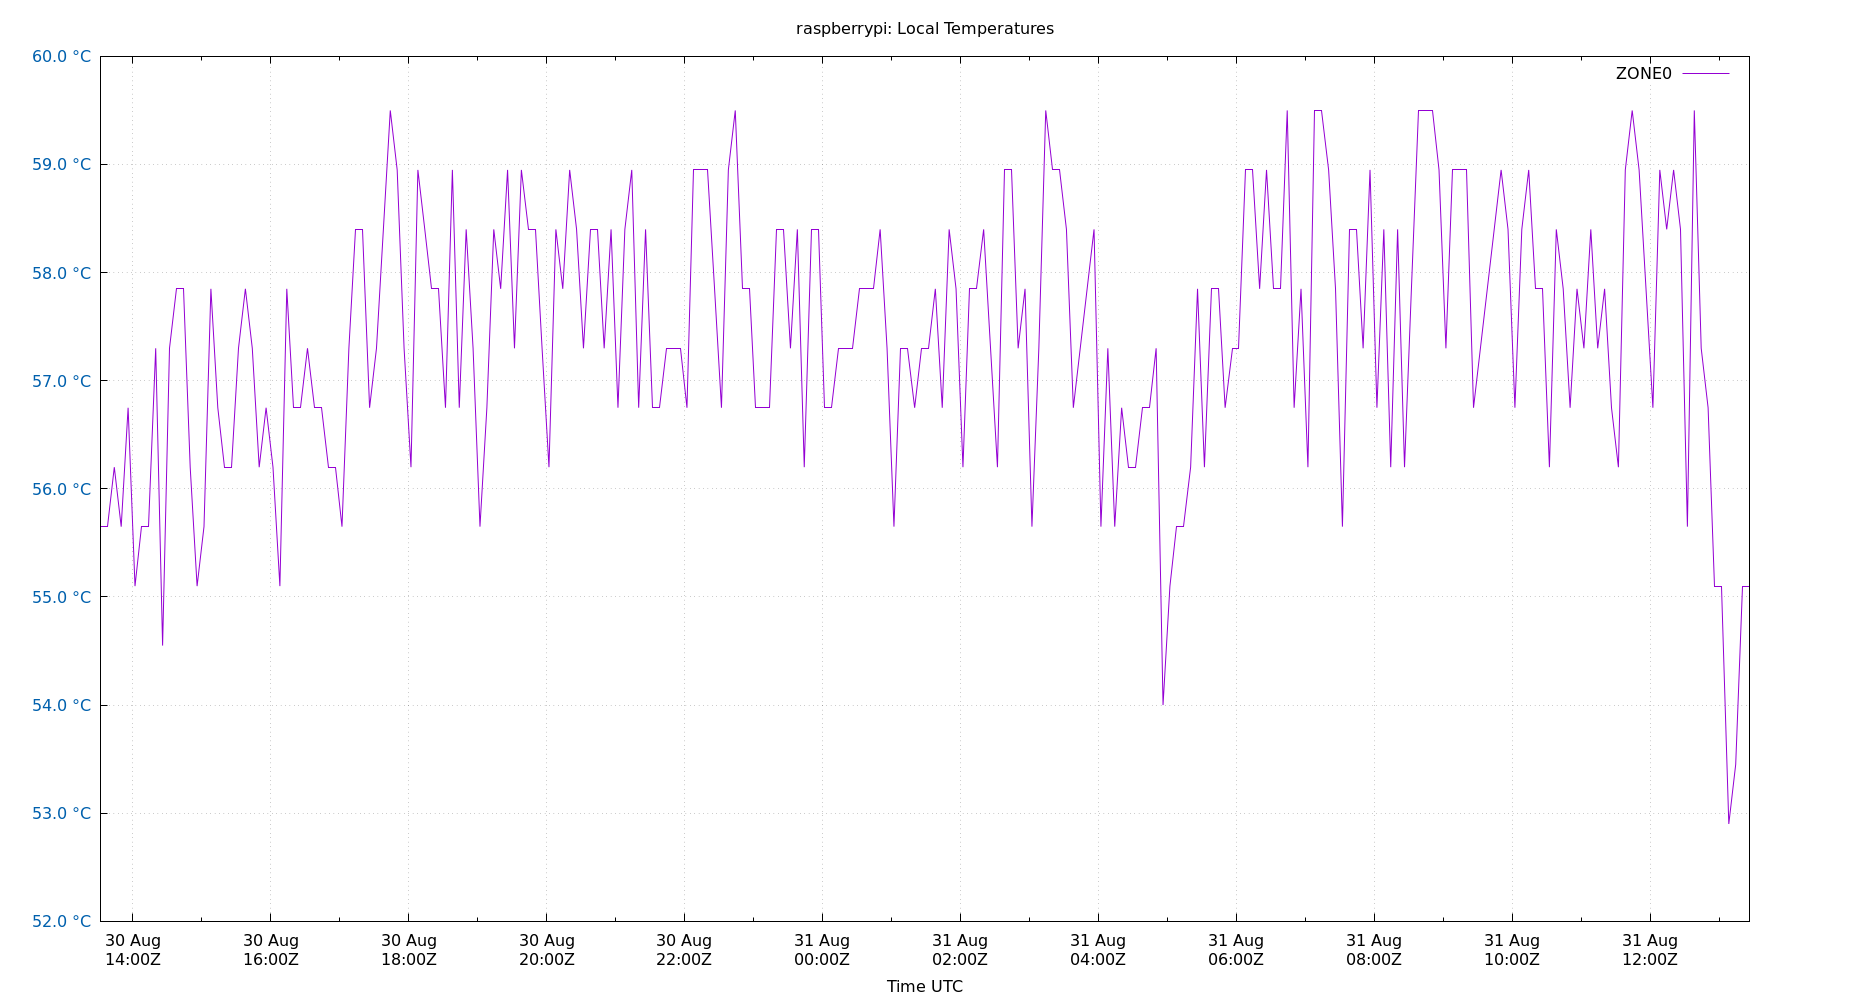 raspberrypi: Local Temperatures
ZONE0
60.0 °C
59.0 °C
58.0 °C
57.0 °C
56.0 °C
55.0 °C
54.0 °C
53.0 °C
52.0 °C
30 Aug 30 Aug 30 Aug 30 Aug 30 Aug 31 Aug 31 Aug 31 Aug 31 Aug 31 Aug 31 Aug 31 Aug
14:00Z 16:00Z 18:00Z 20:00Z 22:00Z 00:00Z 02:00Z 04:00Z 06:00Z 08:00Z 10:00Z 12:00Z
Time UTC